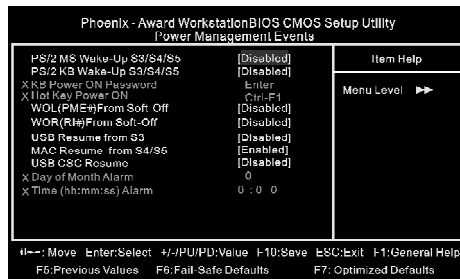 Phoenix - Award WorkstationBIOS CMOS Setup Utility
Power Management Events
PS/2 MS Wake-Up S3/S4/S5 [Disabled]
PS/2 KB Wake-Up S3/S4/S5 [Disabled]
X KB Power ON Password Enter
X Hot Key Power ON Ctrl-F1
WOL(PME#)From Soft-Off [Disabled]
WOR(RI#)From Soft-Off [Disabled]
USB Resume from S3 [Disabled]
MAC Resume from S4/S5 [Enabled]
USB CSC Resume [Disabled]
X Day of Month Alarm 0
X Time (hh:mm:ss) Alarm 0 : 0 0
Item Help
Menu Level ▶▶
↑↓→←: Move Enter:Select +/-/PU/PD:Value F10:Save ESC:Exit F1:General Help
F5:Previous Values F6:Fail-Safe Defaults F7: Optimized Defaults